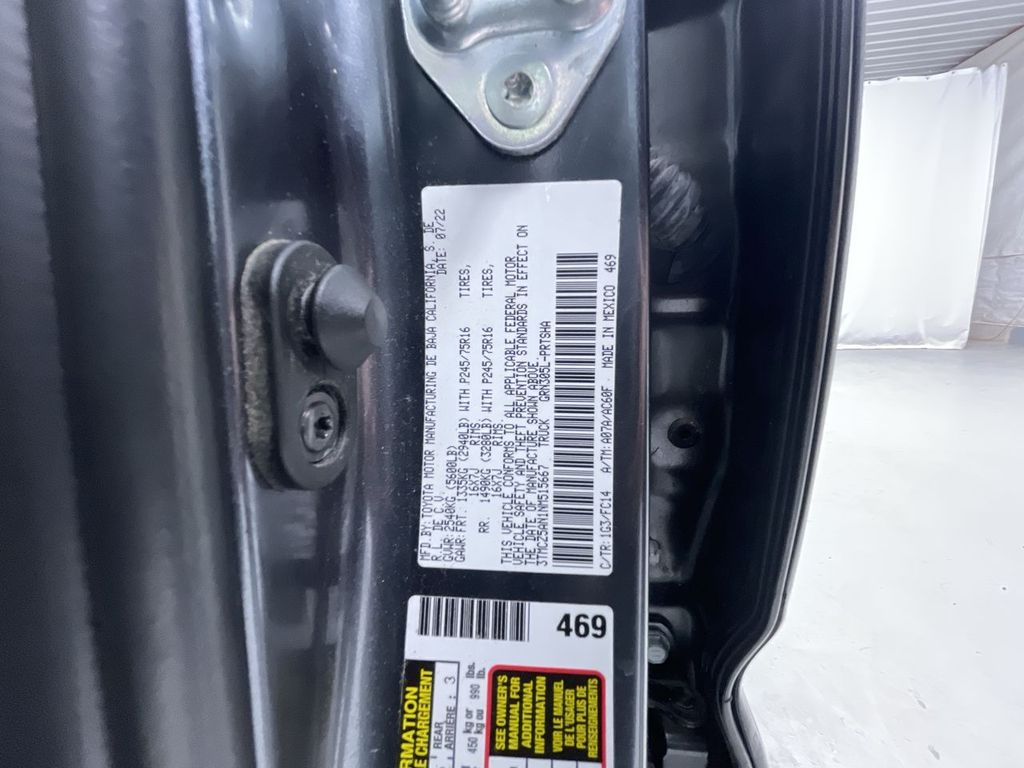 MFD.BY:TOYOTA MOTOR MANUFACTURING DE BAJA CALIFORNIA, S. DE
R.L. DE C.V. DATE: 07/22
GVWR:2540KG (5600LB)
GAWR:FRT. 1335KG (2940LB) WITH P245/75R16 TIRES,
16X7J RIMS
RR. 1490KG (3280LB) WITH P245/75R16 TIRES,
16X7J RIMS.
THIS VEHICLE CONFORMS TO ALL APPLICABLE FEDERAL MOTOR
VEHICLE SAFETY AND THEFT PREVENTION STANDARDS IN EFFECT ON
THE DATE OF MANUFACTURE SHOWN ABOVE.
3TMCZ5AN1NM515667 TRUCK GRN305L-PRTSHA
C/TR:1G3/FC14 A/TM:A07A/AC60F MADE IN MEXICO 469
469
RMATION
E CHARGEMENT
REAR
ARRIÈRE : 3
450 kg or 990 lbs.
kg ou lb.
SEE OWNER'S
MANUAL FOR
ADDITIONAL
INFORMATION
VOIR LE MANUEL
DE L'USAGER
POUR PLUS DE
RENSEIGNEMENTS